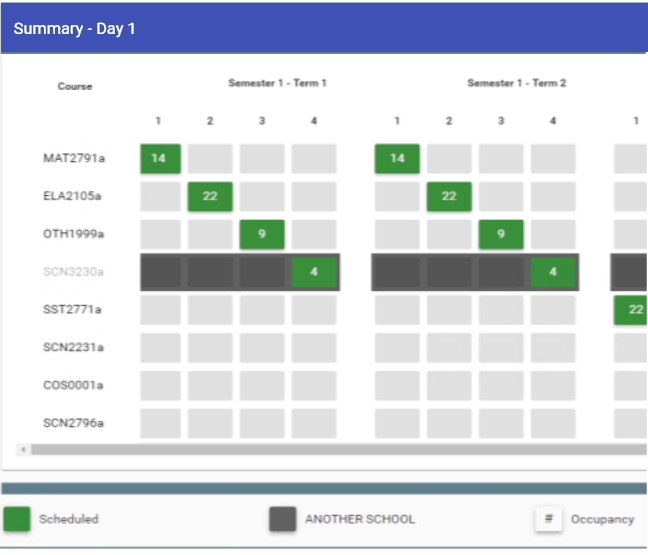 Summary - Day 1
Course Semester 1 - Term 1 Semester 1 - Term 2
1 2 3 4 1 2 3 4 1
MAT2791a 14 14
ELA2105a 22 22
OTH1999a 9 9
SCN3230a 4 4
SST2771a 22
SCN2231a
COS0001a
SCN2796a
Scheduled ANOTHER SCHOOL # Occupancy